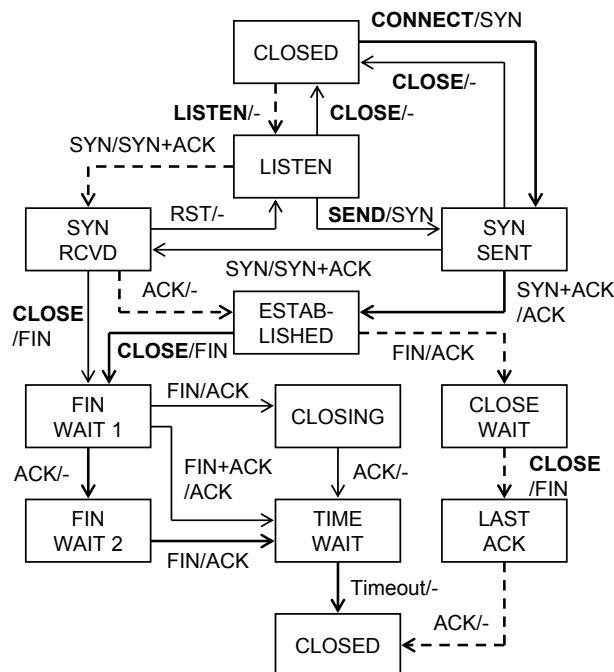 CONNECT/SYN
CLOSED
CLOSE/-
LISTEN/-
CLOSE/-
SYN/SYN+ACK
LISTEN
SYN
RCVD
RST/-
SEND/SYN
SYN
SENT
SYN/SYN+ACK
ACK/-
SYN+ACK
/ACK
CLOSE
/FIN
ESTAB-
LISHED
CLOSE/FIN
FIN/ACK
FIN
WAIT 1
FIN/ACK
CLOSING
CLOSE
WAIT
ACK/-
FIN+ACK
/ACK
ACK/-
CLOSE
/FIN
FIN
WAIT 2
FIN/ACK
TIME
WAIT
LAST
ACK
Timeout/-
ACK/-
CLOSED